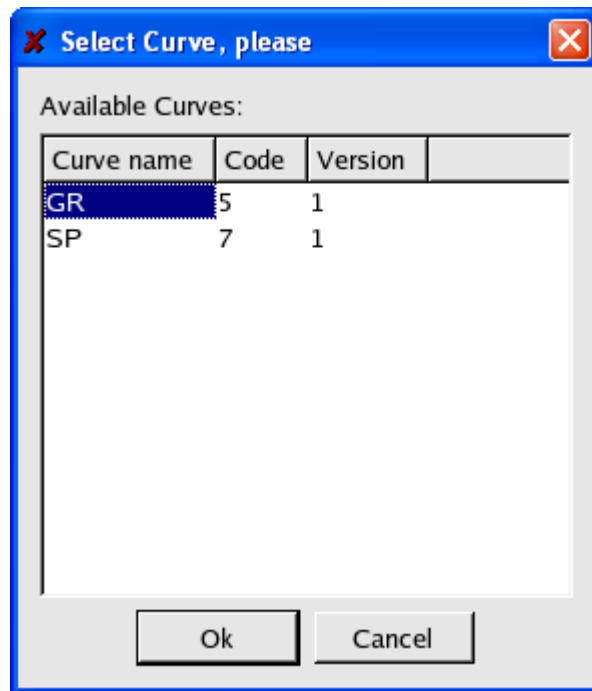 Select Curve, please
Available Curves:
Curve name Code Version
GR 5 1
SP 7 1
Ok Cancel